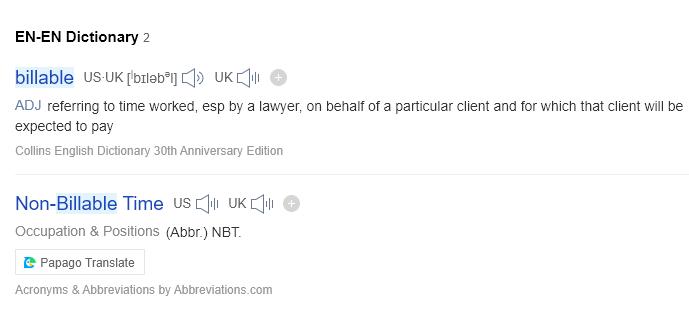 EN-EN Dictionary 2
billable US·UK [ˈbɪləbᵊl] UK
ADJ referring to time worked, esp by a lawyer, on behalf of a particular client and for which that client will be
expected to pay
Collins English Dictionary 30th Anniversary Edition
Non-Billable Time US UK
Occupation & Positions (Abbr.) NBT.
Papago Translate
Acronyms & Abbreviations by Abbreviations.com